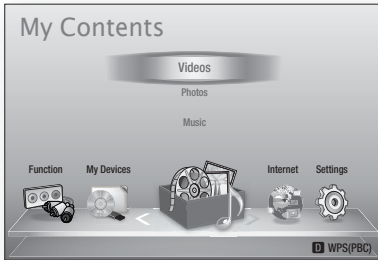 My Contents
Videos
Photos
Music
Function My Devices Internet Settings
D WPS(PBC)